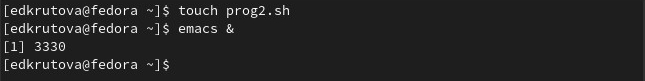 [edkrutova@fedora ~]$ touch prog2.sh
[edkrutova@fedora ~]$ emacs &
[1] 3330
[edkrutova@fedora ~]$